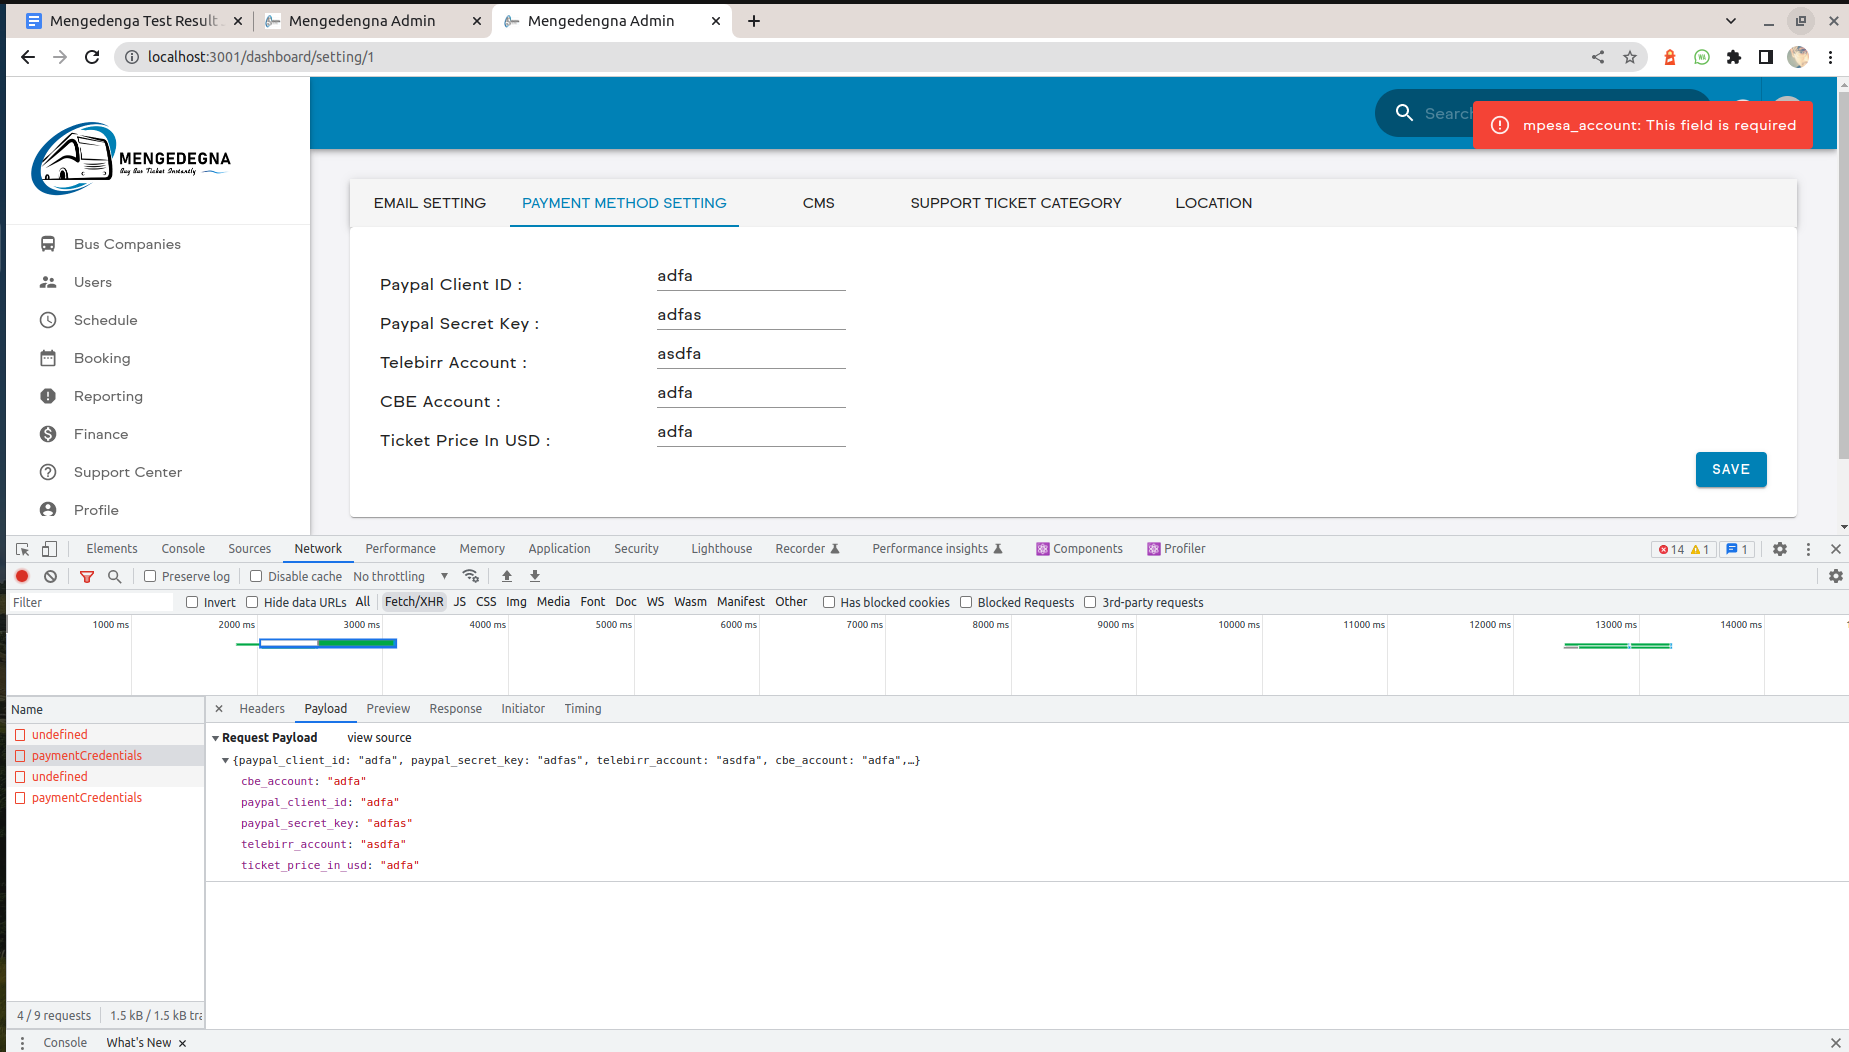 Mengedenga Test Result
Mengedengna Admin
Mengedengna Admin
localhost:3001/dashboard/setting/1
MENGEDEGNA
Buy Bus Ticket Instantly
Search
mpesa_account: This field is required
EMAIL SETTING
PAYMENT METHOD SETTING
CMS
SUPPORT TICKET CATEGORY
LOCATION
Bus Companies
Users
Schedule
Booking
Reporting
Finance
Support Center
Profile
Paypal Client ID :
adfa
Paypal Secret Key :
adfas
Telebirr Account :
asdfa
CBE Account :
adfa
Ticket Price In USD :
adfa
SAVE
Elements Console Sources Network Performance Memory Application Security Lighthouse Recorder Performance insights Components Profiler 14 1 1
Preserve log Disable cache No throttling
Filter Invert Hide data URLs All Fetch/XHR JS CSS Img Media Font Doc WS Wasm Manifest Other Has blocked cookies Blocked Requests 3rd-party requests
1000 ms 2000 ms 3000 ms 4000 ms 5000 ms 6000 ms 7000 ms 8000 ms 9000 ms 10000 ms 11000 ms 12000 ms 13000 ms 14000 ms
Name
undefined
paymentCredentials
undefined
paymentCredentials
Headers Payload Preview Response Initiator Timing
Request Payload view source
{paypal_client_id: "adfa", paypal_secret_key: "adfas", telebirr_account: "asdfa", cbe_account: "adfa",…}
cbe_account: "adfa"
paypal_client_id: "adfa"
paypal_secret_key: "adfas"
telebirr_account: "asdfa"
ticket_price_in_usd: "adfa"
4 / 9 requests 1.5 kB / 1.5 kB tra
Console What's New